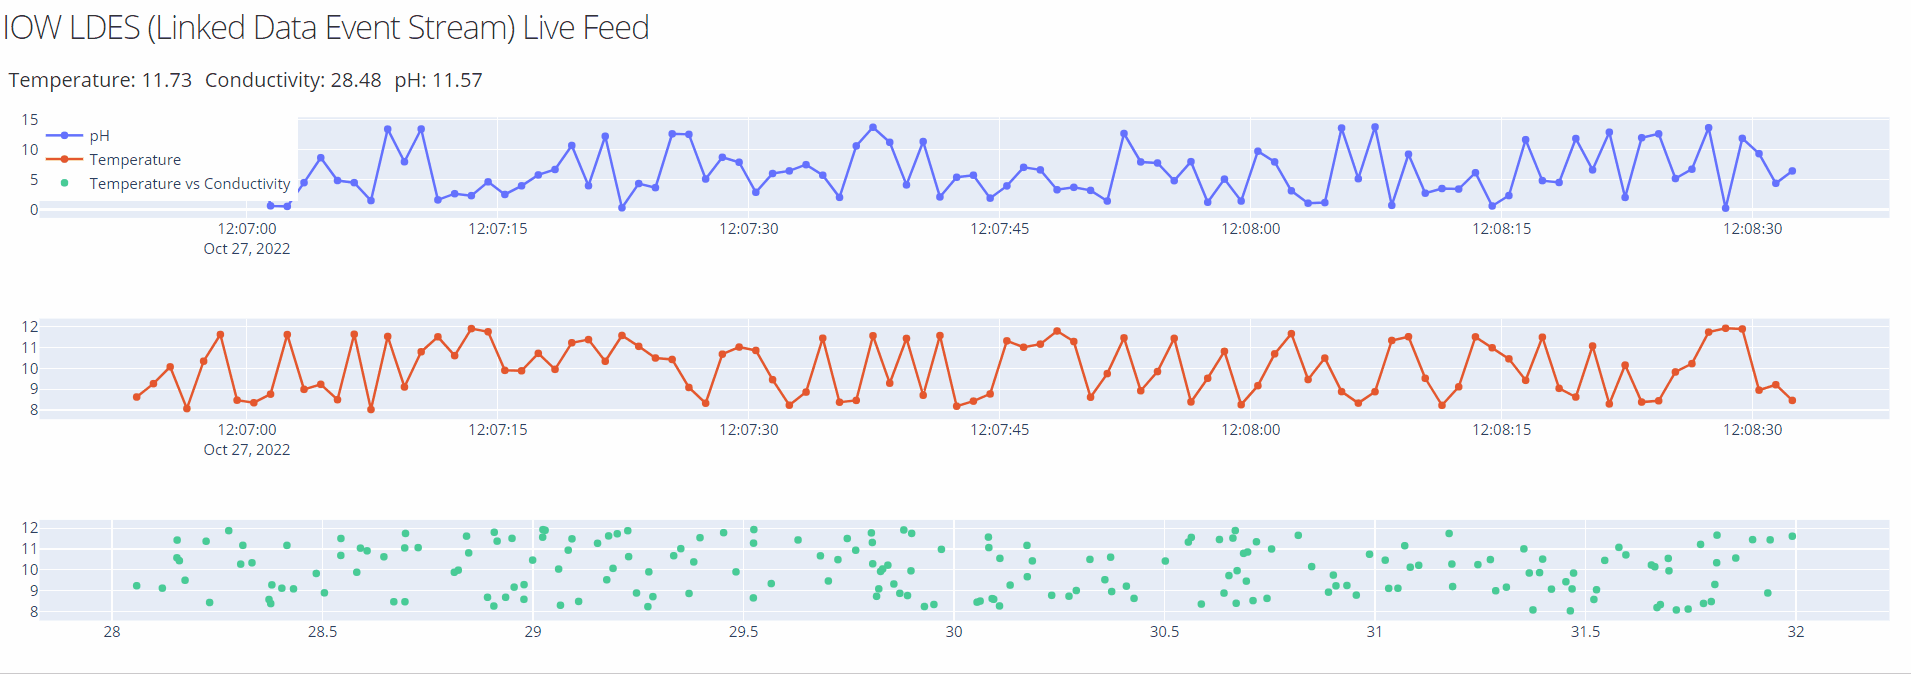 IOW LDES (Linked Data Event Stream) Live Feed
Temperature: 11.73 Conductivity: 28.48 pH: 11.57
15
10
5
0
pH
Temperature
Temperature vs Conductivity
12:07:00 12:07:15 12:07:30 12:07:45 12:08:00 12:08:15 12:08:30
Oct 27, 2022
12
11
10
9
8
12:07:00 12:07:15 12:07:30 12:07:45 12:08:00 12:08:15 12:08:30
Oct 27, 2022
12
11
10
9
8
28 28.5 29 29.5 30 30.5 31 31.5 32